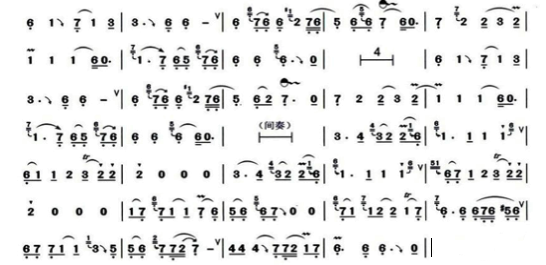 6 1 7 1 3 | 3 · 6 6 – V | 6 76 6 2 76 | 5 6 6 7 60· | 7 2 2 3 2 |
1 1 1 60· | 1 · 7 65 76 | 6 6 6· 0 | 4 | 6 1 7 1 3 |
3 · 6 6 – V | 6 76 6 2 76 | 5 6 2 7 · 0 | 7 2 2 3 2 | 1 1 1 60· |
1 · 7 65 76 | 6 6 6 60· | (间奏) | 3 · 4 32 2 6 | 1 · 1 1 1 V |
61 1 2 3 22 | 2 0 0 0 | 3 · 4 32 2 6 | 1 · 1 1 1 V | 67 1 2 3 22 |
2 0 0 0 | 17 71 1 76 | 56 67 0 0 | 71 12 21 7 | 6 · 6 676 #56 V |
67 71 1 3 5 | 56 772 7 – V | 44 4 772 17 | 6· 6 6 · 0 ||